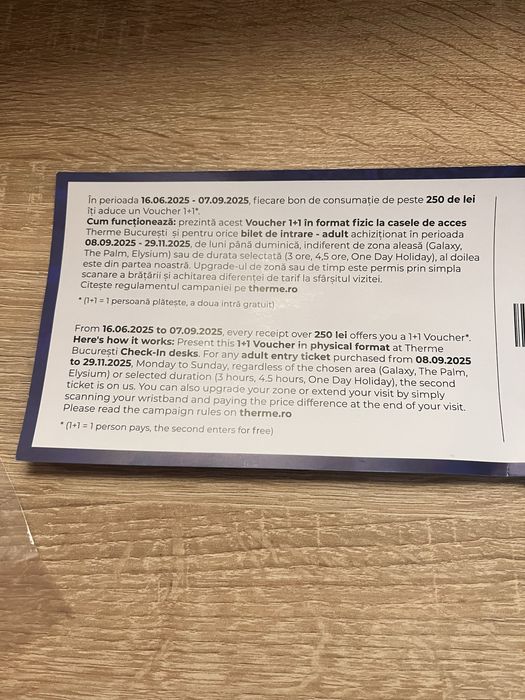 În perioada 16.06.2025 - 07.09.2025, fiecare bon de consumație de peste 250 de lei
îți aduce un Voucher 1+1*.
Cum funcționează: prezintă acest Voucher 1+1 în format fizic la casele de acces
Therme București și pentru orice bilet de intrare - adult achiziționat în perioada
08.09.2025 - 29.11.2025, de luni până duminică, indiferent de zona aleasă (Galaxy,
The Palm, Elysium) sau de durata selectată (3 ore, 4,5 ore, One Day Holiday), al doilea
este din partea noastră. Upgrade-ul de zonă sau de timp este permis prin simpla
scanare a brățării și achitarea diferenței de tarif la sfârșitul vizitei.
Citește regulamentul campaniei pe therme.ro
* (1+1 = 1 persoană plătește, a doua intră gratuit)
From 16.06.2025 to 07.09.2025, every receipt over 250 lei offers you a 1+1 Voucher*.
Here's how it works: Present this 1+1 Voucher in physical format at Therme
București Check-In desks. For any adult entry ticket purchased from 08.09.2025
to 29.11.2025, Monday to Sunday, regardless of the chosen area (Galaxy, The Palm,
Elysium) or selected duration (3 hours, 4.5 hours, One Day Holiday), the second
ticket is on us. You can also upgrade your zone or extend your visit by simply
scanning your wristband and paying the price difference at the end of your visit.
Please read the campaign rules on therme.ro
* (1+1 = 1 person pays, the second enters for free)